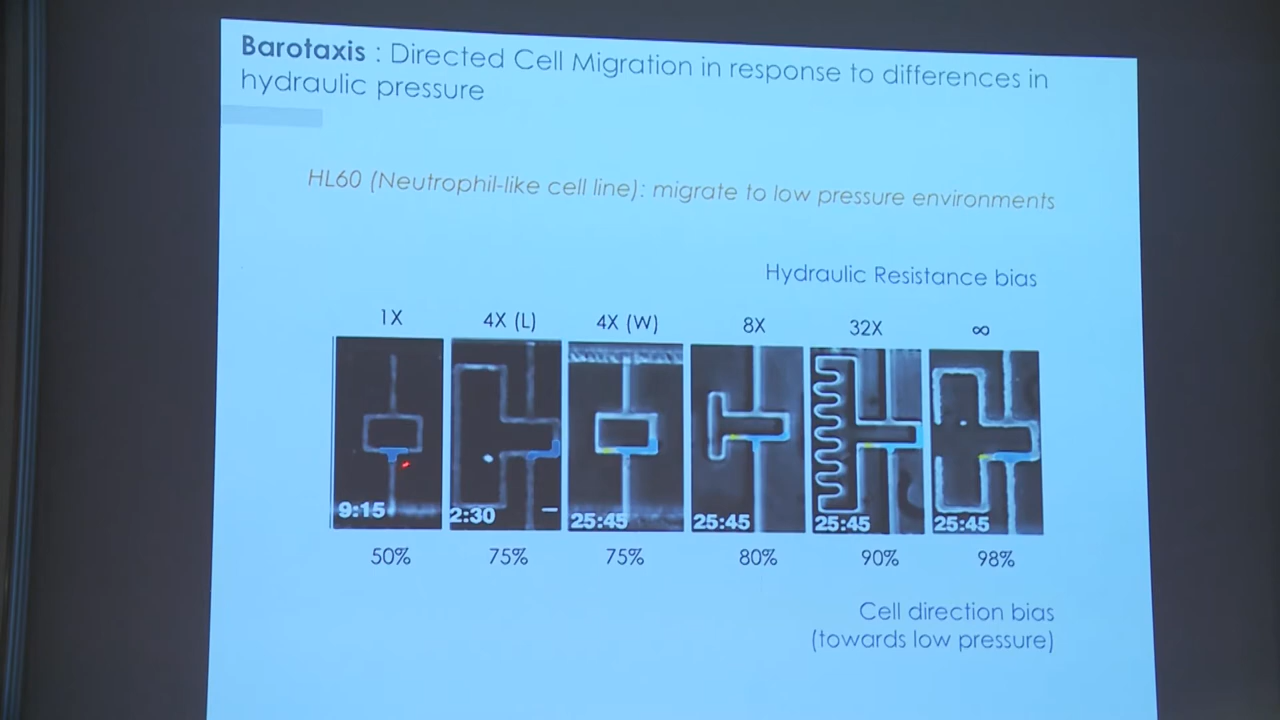 Barotaxis : Directed Cell Migration in response to differences in
hydraulic pressure
HL60 (Neutrophil-like cell line): migrate to low pressure environments
Hydraulic Resistance bias
1X 4X (L) 4X (W) 8X 32X ∞
9:15 2:30 25:45 25:45 25:45 25:45
50% 75% 75% 80% 90% 98%
Cell direction bias
(towards low pressure)